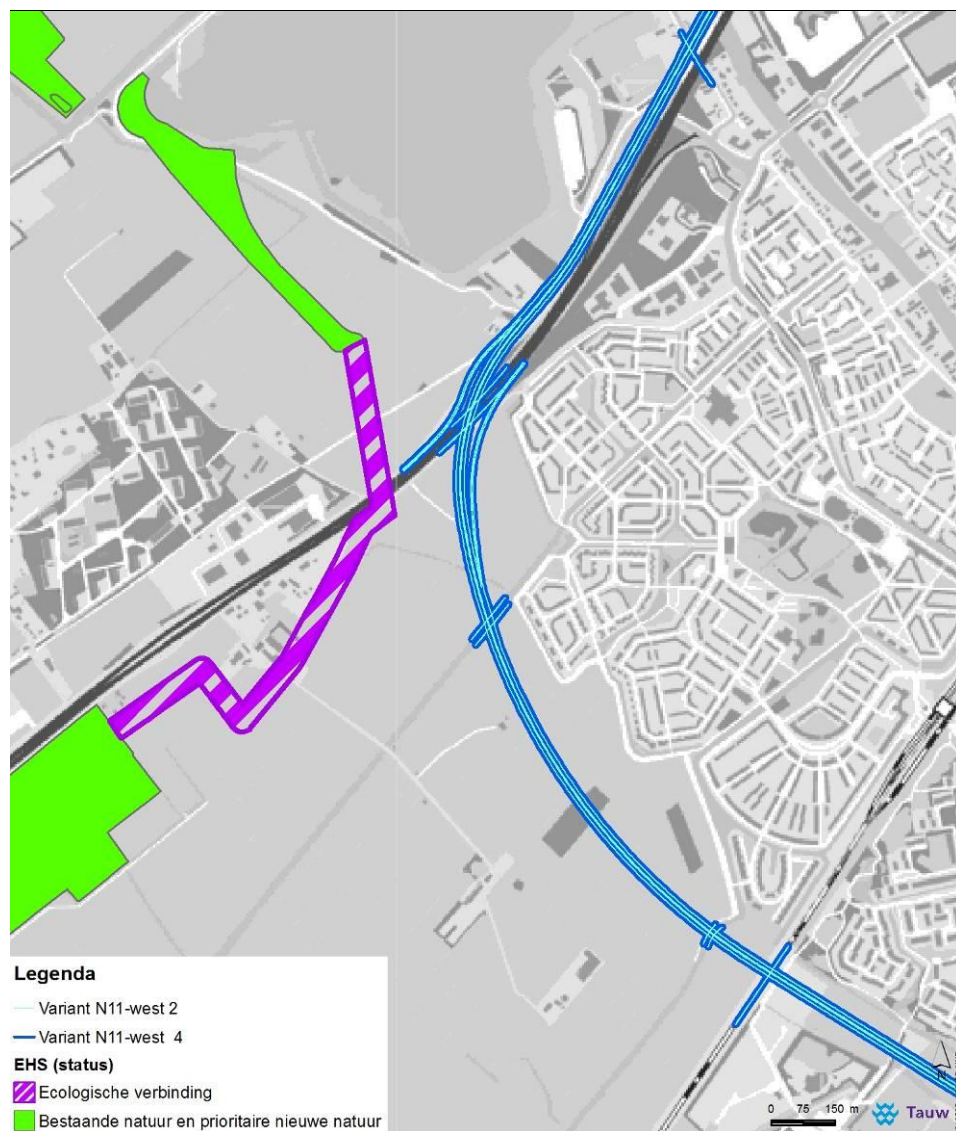 Legenda
Variant N11-west 2
Variant N11-west 4
EHS (status)
Ecologische verbinding
Bestaande natuur en prioritaire nieuwe natuur
0 75 150 m
Tauw
N